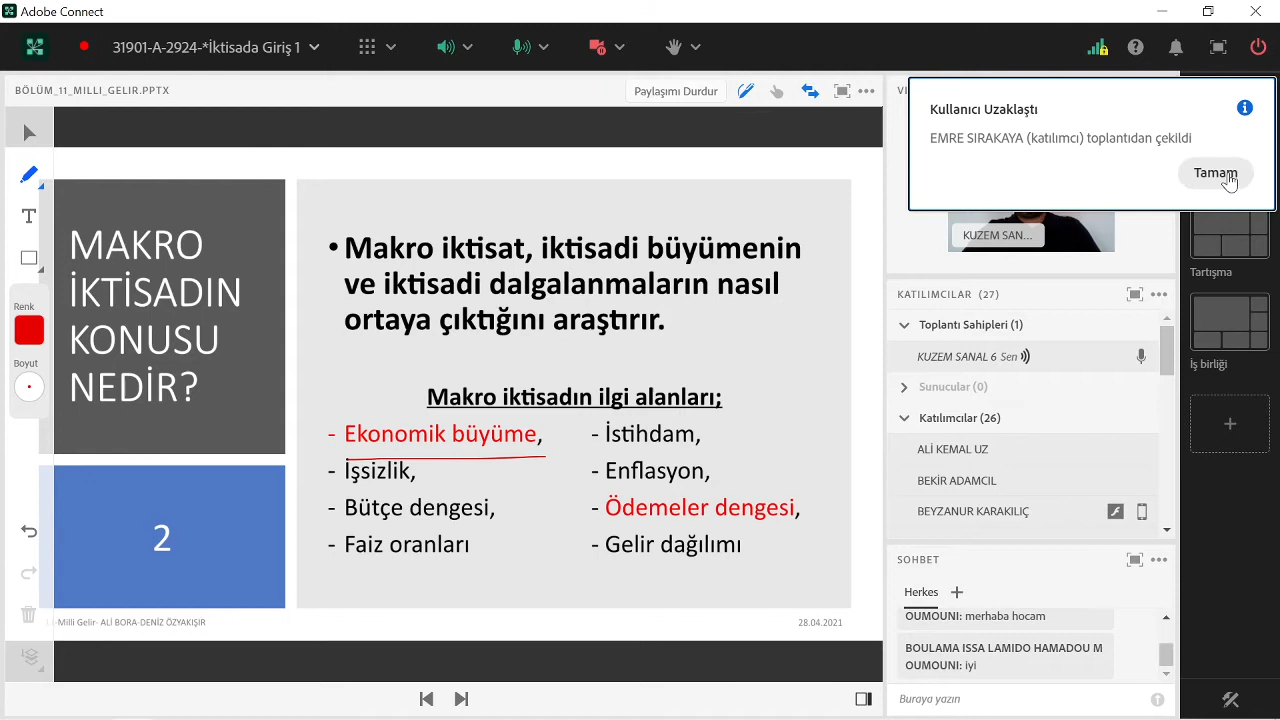 Adobe Connect
31901-A-2924-*İktisada Giriş 1
BÖLÜM_11_MILLI_GELIR.PPTX
Paylaşımı Durdur
Kullanıcı Uzaklaştı
EMRE SIRAKAYA (katılımcı) toplantıdan çekildi
Tamam
KUZEM SAN...
Tartışma
İş birliği
Renk
Boyut
MAKRO
İKTİSADIN
KONUSU
NEDİR?
2
• Makro iktisat, iktisadi büyümenin
ve iktisadi dalgalanmaların nasıl
ortaya çıktığını araştırır.
Makro iktisadın ilgi alanları;
- Ekonomik büyüme,
- İşsizlik,
- Bütçe dengesi,
- Faiz oranları
- İstihdam,
- Enflasyon,
- Ödemeler dengesi,
- Gelir dağılımı
-Milli Gelir- ALİ BORA-DENİZ ÖZYAKIŞIR
28.04.2021
KATILIMCILAR (27)
Toplantı Sahipleri (1)
KUZEM SANAL 6 Sen
Sunucular (0)
Katılımcılar (26)
ALİ KEMAL UZ
BEKİR ADAMCIL
BEYZANUR KARAKILIÇ
SOHBET
Herkes
OUMOUNI: merhaba hocam
BOULAMA ISSA LAMIDO HAMADOU M
OUMOUNI: iyi
Buraya yazın